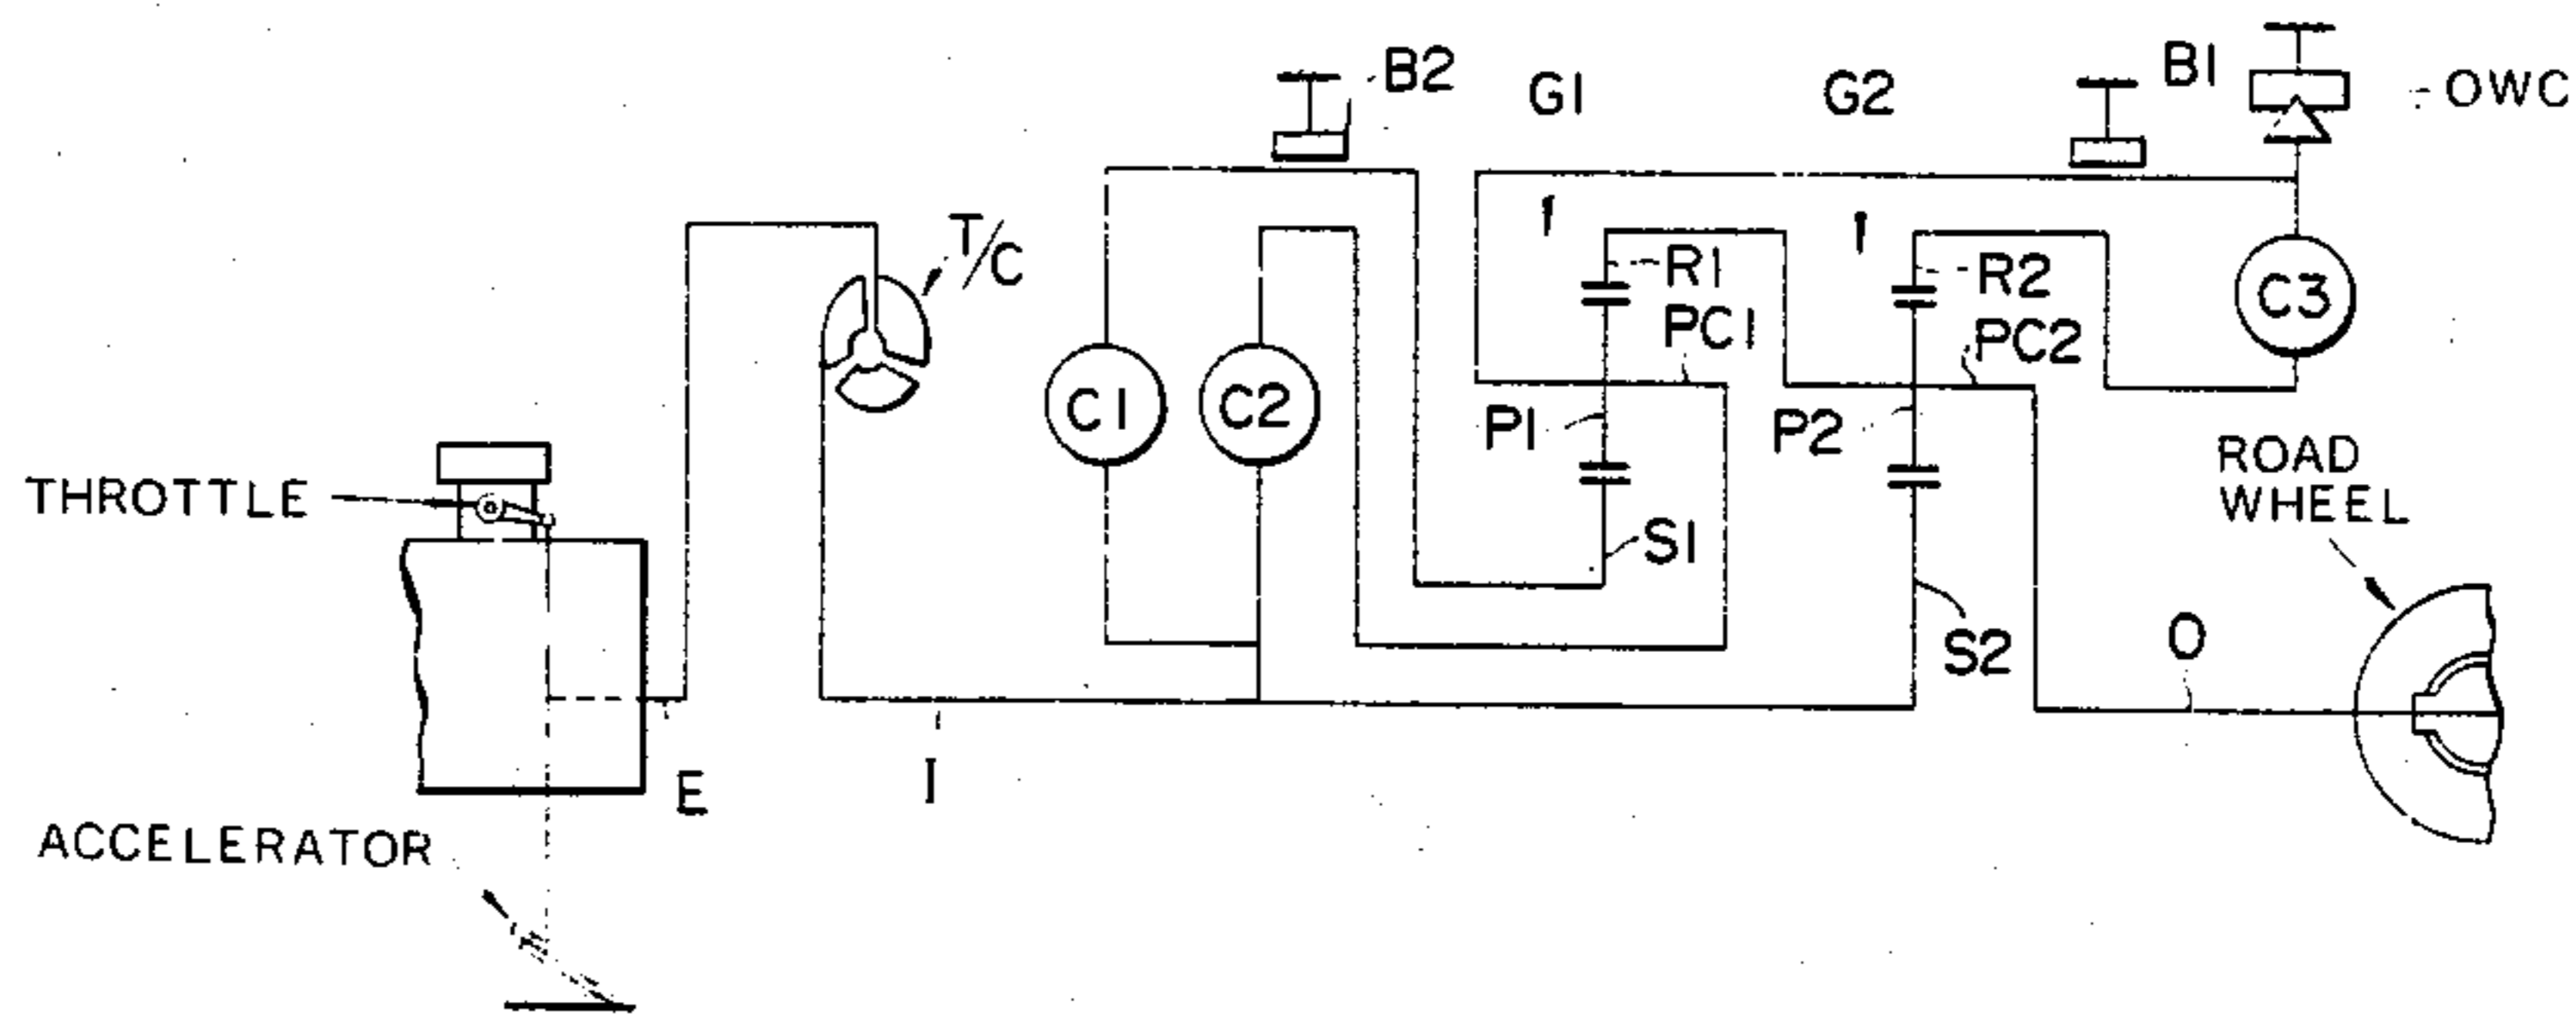 B2
G1
G2
B1
OWC
T/C
R1
R2
C3
PC1
PC2
C1
C2
P1
P2
ROAD
WHEEL
THROTTLE
S1
S2
O
E
I
ACCELERATOR